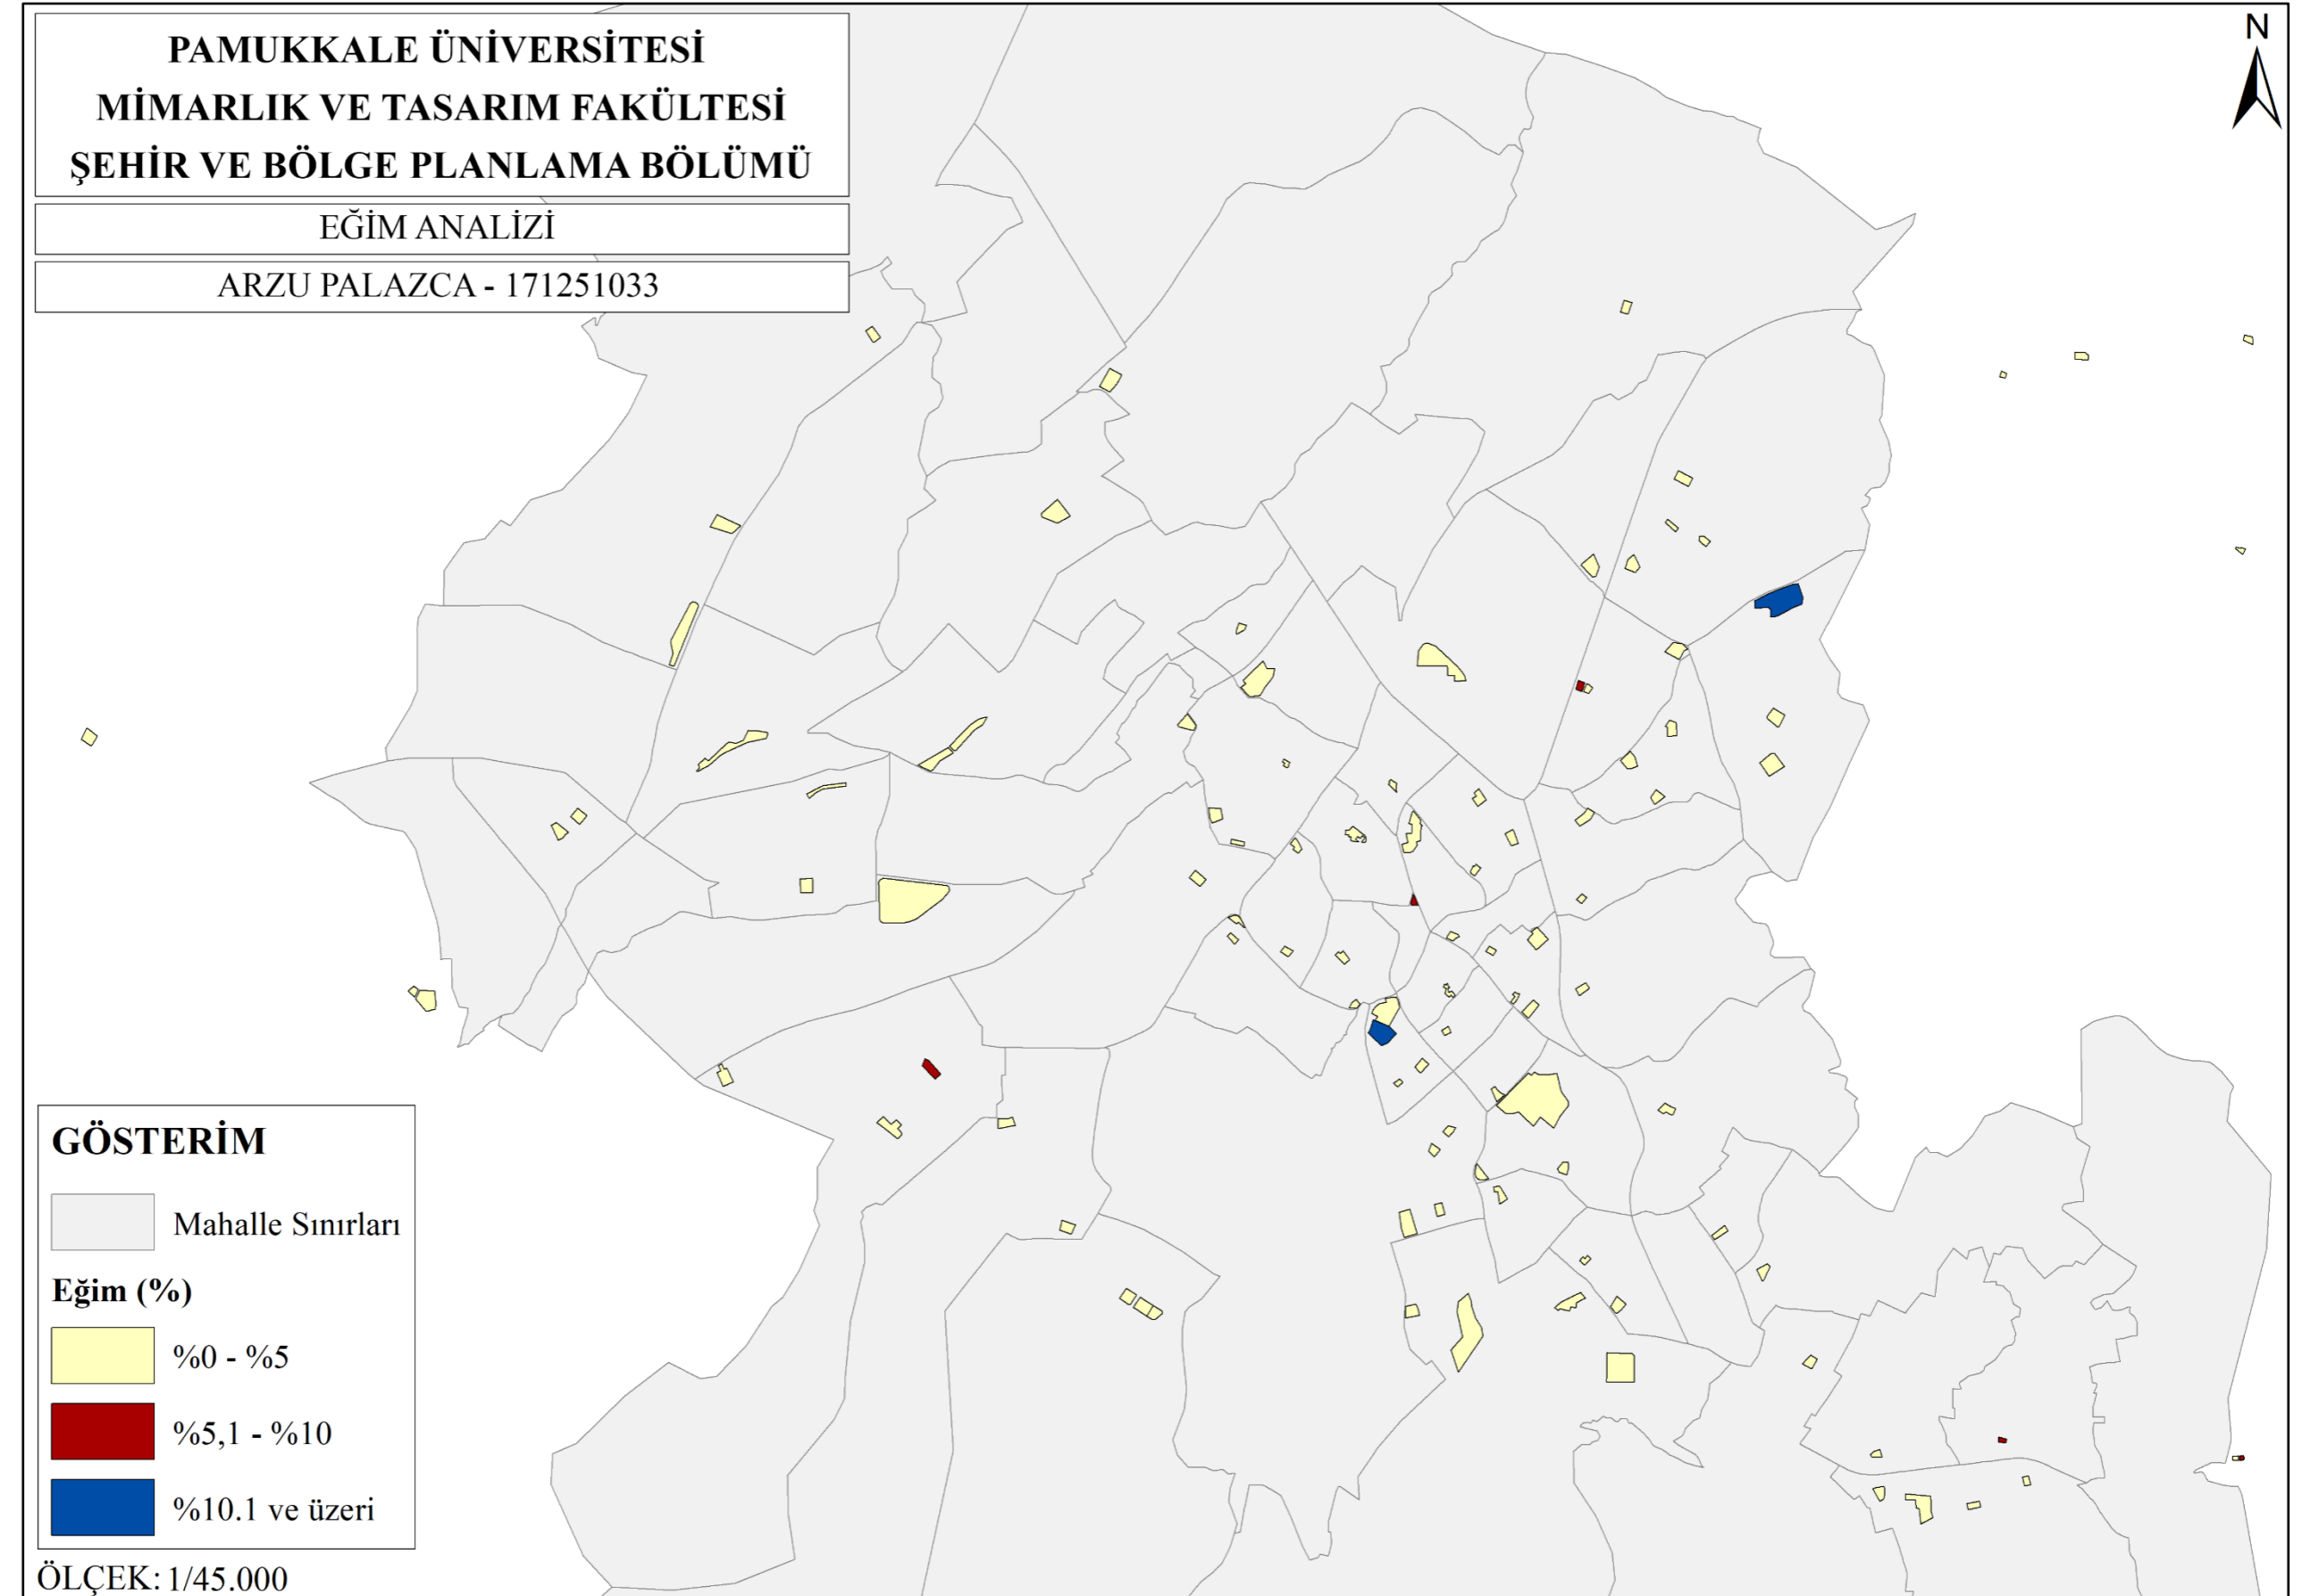 PAMUKKALE ÜNİVERSİTESİ
MİMARLIK VE TASARIM FAKÜLTESİ
ŞEHİR VE BÖLGE PLANLAMA BÖLÜMÜ
EĞİM ANALİZİ
ARZU PALAZCA - 171251033
N
GÖSTERİM
Mahalle Sınırları
Eğim (%)
%0 - %5
%5,1 - %10
%10.1 ve üzeri
ÖLÇEK: 1/45.000